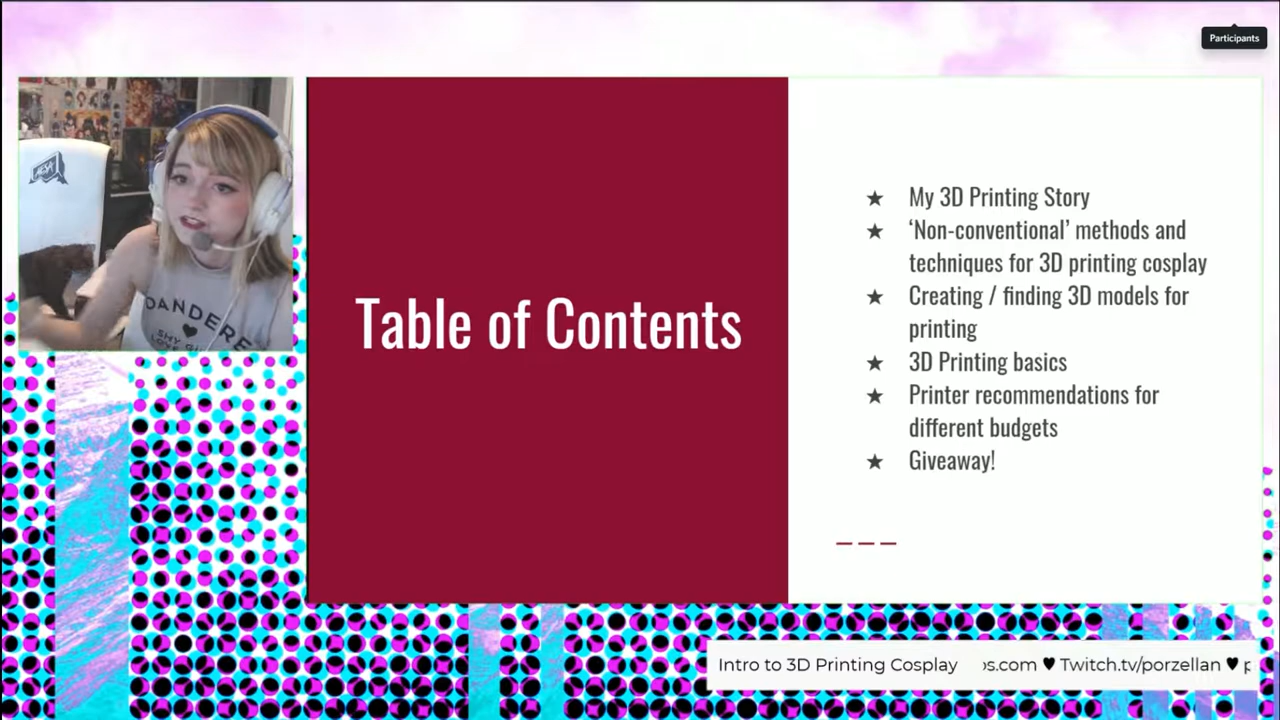 Participants
Table of Contents
★ My 3D Printing Story
★ ‘Non-conventional’ methods and
techniques for 3D printing cosplay
★ Creating / finding 3D models for
printing
★ 3D Printing basics
★ Printer recommendations for
different budgets
★ Giveaway!
DANDERE
SHY
Intro to 3D Printing Cosplay
os.com ♥ Twitch.tv/porzellan ♥ p